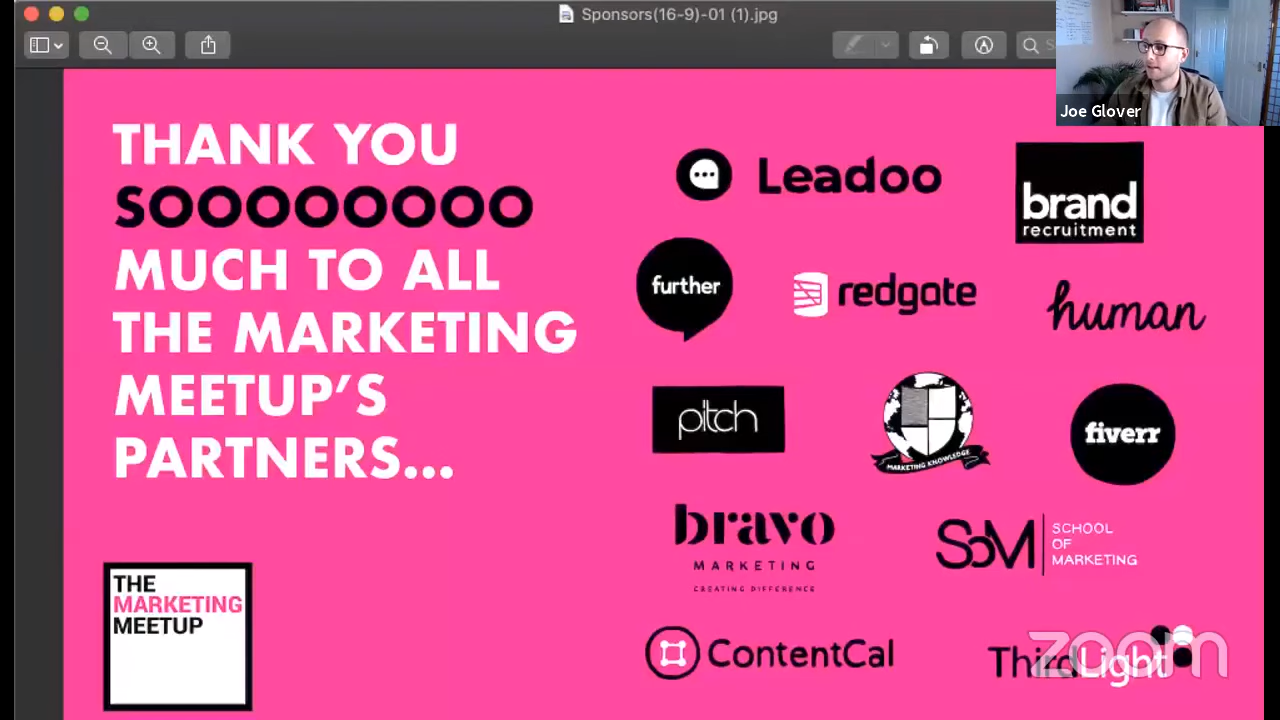 Sponsors(16-9)-01 (1).jpg
Joe Glover
THANK YOU
SOOOOOOOO
MUCH TO ALL
THE MARKETING
MEETUP'S
PARTNERS...
Leadoo
brand
recruitment
further
redgate
human
pitch
MARKETING KNOWLEDGE
fiverr
bravo
MARKETING
CREATING DIFFERENCE
SoM
SCHOOL
OF
MARKETING
ContentCal
ThirdLight
zoom
THE
MARKETING
MEETUP